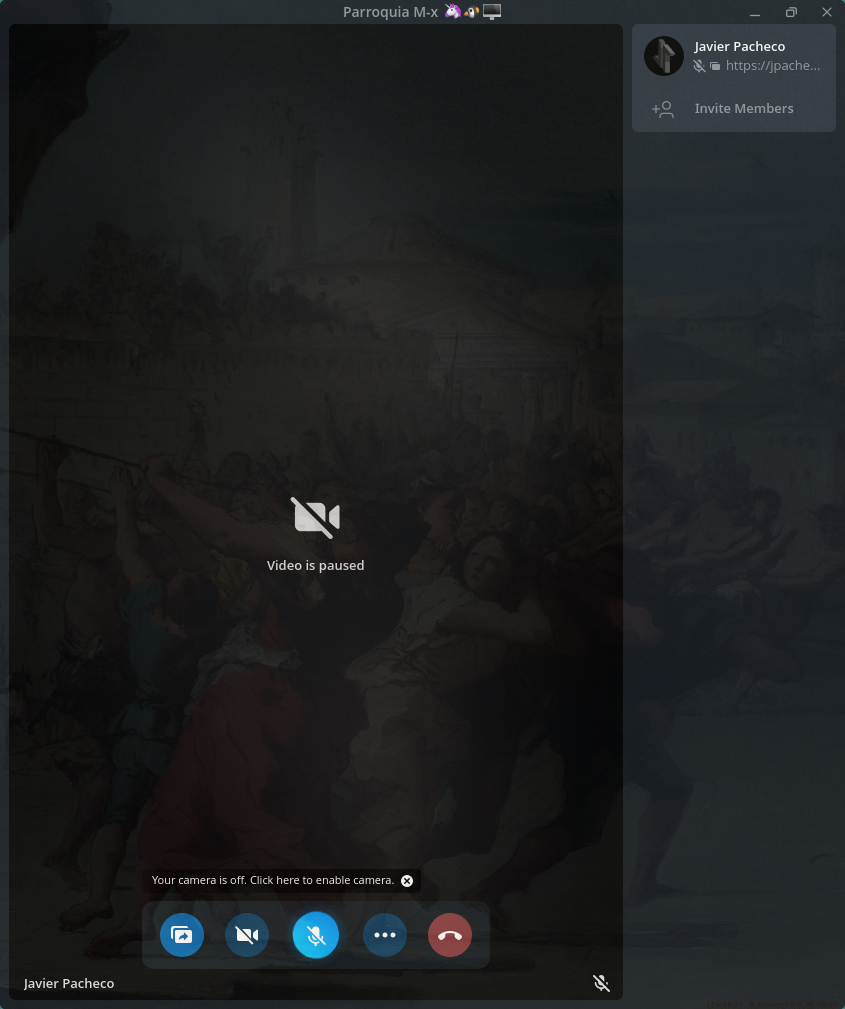 Parroquia M-x 🦄🐶🖥️
Javier Pacheco
https://jpache...
Invite Members
Video is paused
Your camera is off. Click here to enable camera.
Javier Pacheco